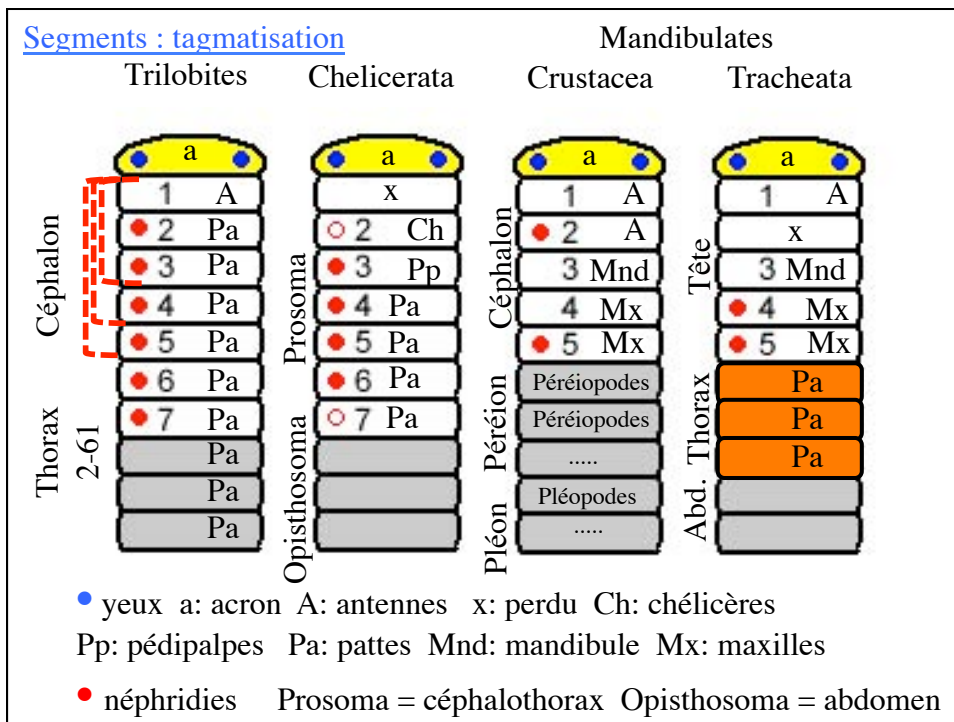 Segments : tagmatisation
Mandibulates
Trilobites Chelicerata Crustacea Tracheata
a a a a
1 A x 1 A 1 A
2 Pa 2 Ch 2 A x
3 Pa 3 Pp 3 Mnd 3 Mnd
4 Pa 4 Pa 4 Mx 4 Mx
5 Pa 5 Pa 5 Mx 5 Mx
6 Pa 6 Pa Péréiopodes Pa
7 Pa 7 Pa Péréiopodes Pa
Pa ..... Pa
Pa Pléopodes
Pa .....
Céphalon
Thorax
2-61
Prosoma
Opisthosoma
Céphalon
Péréion
Pléon
Tête
Thorax
Abd.
yeux a: acron A: antennes x: perdu Ch: chélicères
Pp: pédipalpes Pa: pattes Mnd: mandibule Mx: maxilles
néphridies Prosoma = céphalothorax Opisthosoma = abdomen